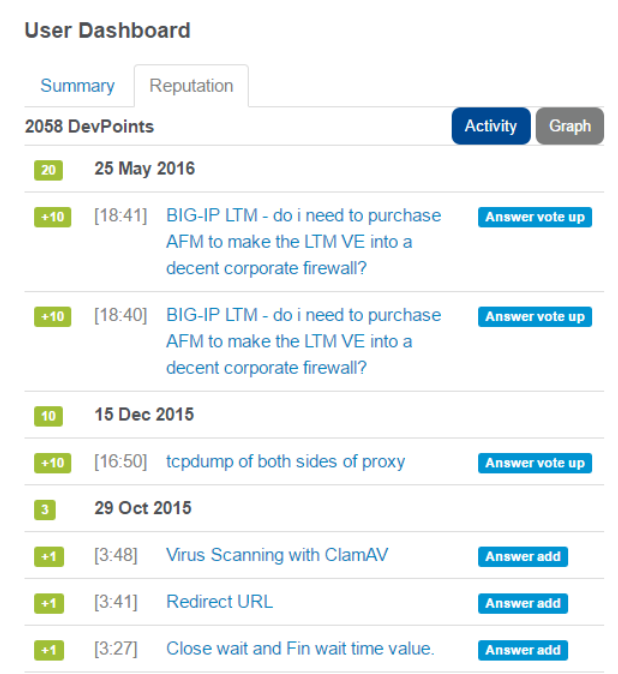 User Dashboard
Summary Reputation
2058 DevPoints Activity Graph
20 25 May 2016
+10 [18:41] BIG-IP LTM - do i need to purchase Answer vote up
AFM to make the LTM VE into a
decent corporate firewall?
+10 [18:40] BIG-IP LTM - do i need to purchase Answer vote up
AFM to make the LTM VE into a
decent corporate firewall?
10 15 Dec 2015
+10 [16:50] tcpdump of both sides of proxy Answer vote up
3 29 Oct 2015
+1 [3:48] Virus Scanning with ClamAV Answer add
+1 [3:41] Redirect URL Answer add
+1 [3:27] Close wait and Fin wait time value. Answer add